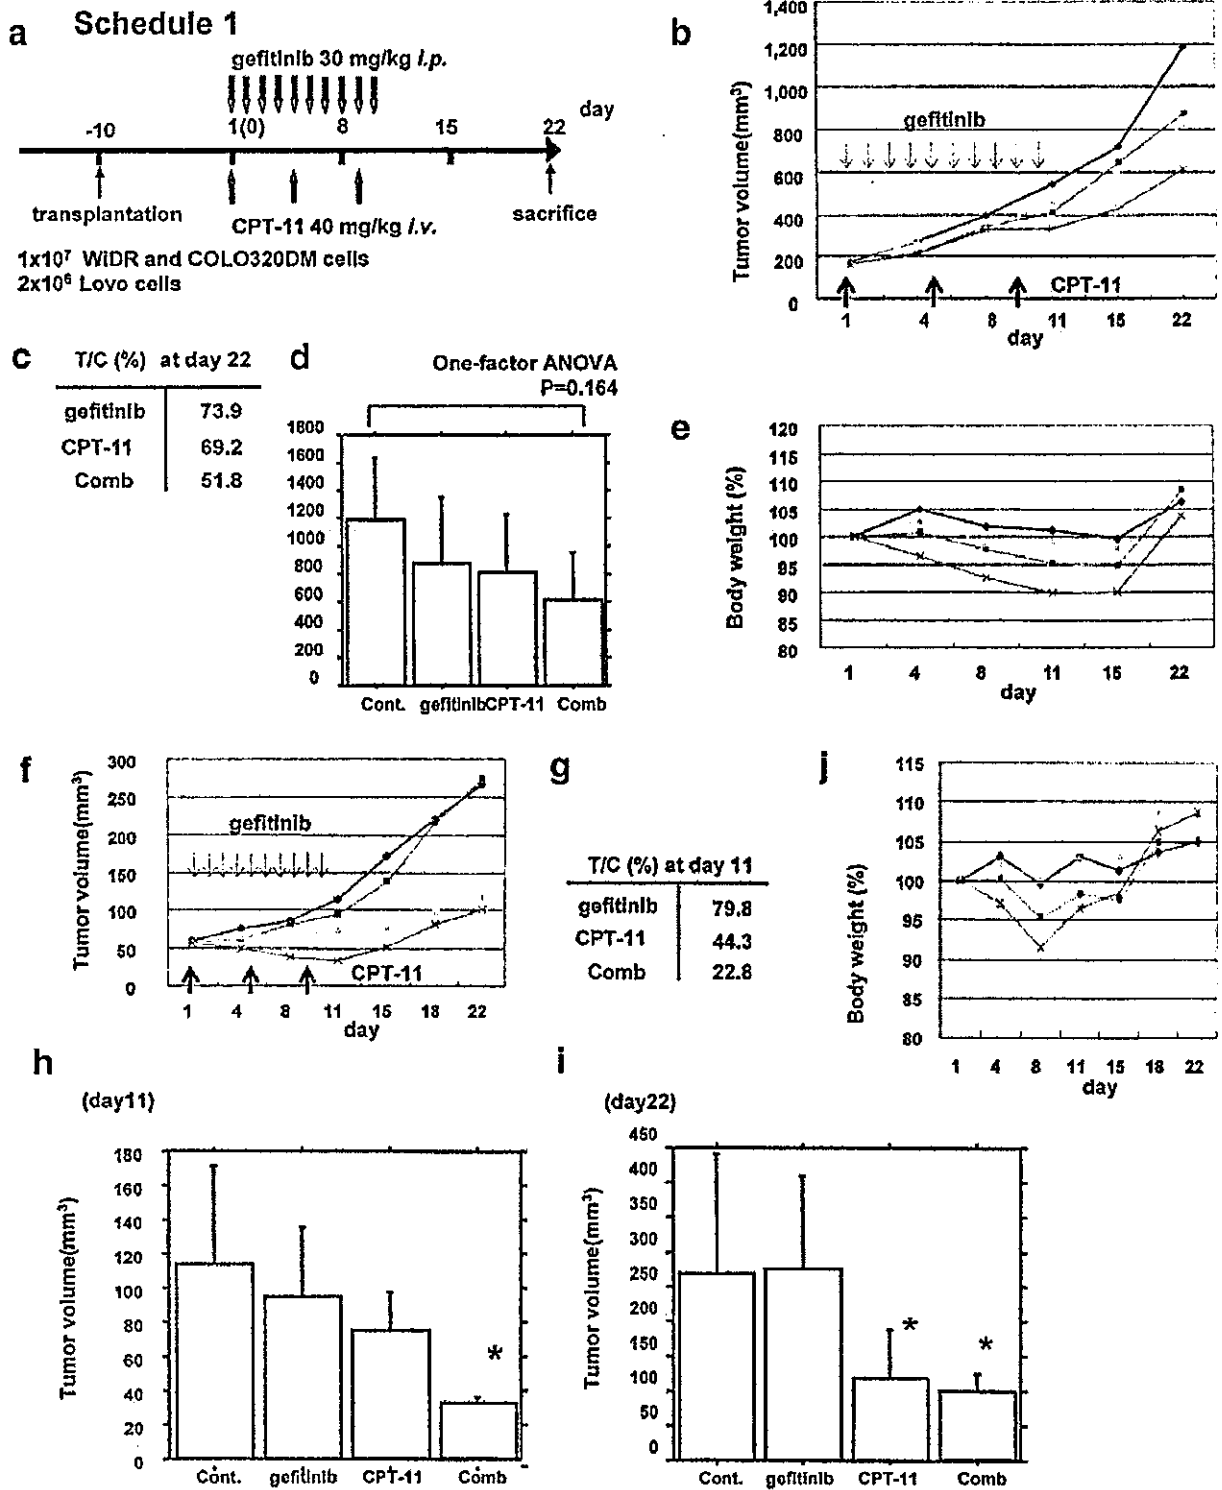 a
Schedule 1
gefitinib 30 mg/kg i.p.
day
-10
1(0)
8
15
22
transplantation
CPT-11 40 mg/kg i.v.
sacrifice
1x10⁷ WiDR and COLO320DM cells
2x10⁶ Lovo cells
b
Tumor volume(mm³)
1,400
1,200
1,000
800
600
400
200
0
gefitinib
CPT-11
1 4 8 11 15 22
day
c
T/C (%) at day 22
gefitinib 73.9
CPT-11 69.2
Comb 51.8
d
One-factor ANOVA
P=0.164
1800
1600
1400
1200
1000
800
600
400
200
0
Cont. gefitinib CPT-11 Comb
e
Body weight (%)
120
115
110
105
100
95
90
85
80
1 4 8 11 15 22
day
f
Tumor volume(mm³)
300
250
200
150
100
50
0
gefitinib
CPT-11
1 4 8 11 15 18 22
day
g
T/C (%) at day 11
gefitinib 79.8
CPT-11 44.3
Comb 22.8
j
Body weight (%)
115
110
105
100
95
90
85
80
1 4 8 11 15 18 22
day
h
(day11)
Tumor volume(mm³)
180
160
140
120
100
80
60
40
20
0
*
Cont. gefitinib CPT-11 Comb
i
(day22)
Tumor volume(mm³)
450
400
350
300
250
200
150
100
50
0
*
*
Cont. gefitinib CPT-11 Comb